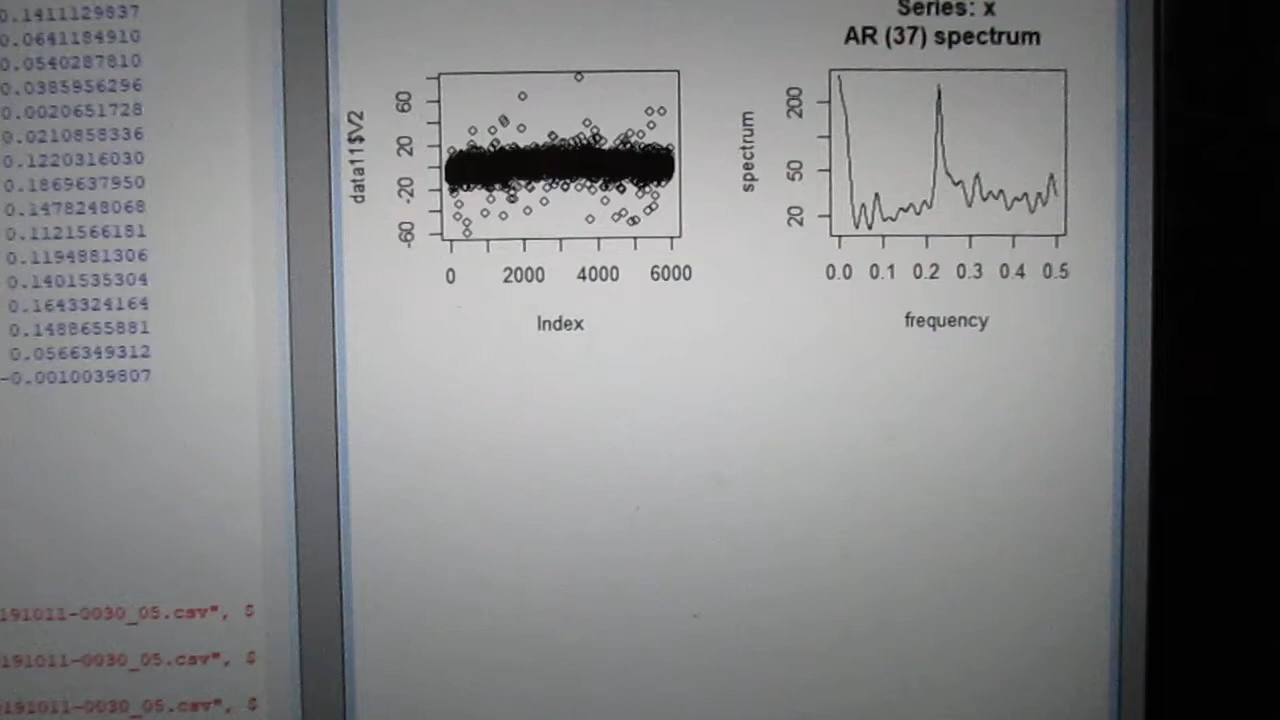 0.1411129837
0.0641184910
0.0540287810
0.0385956296
0.0020651728
0.0210858336
0.1220316030
0.1869637950
0.1478248068
0.1121566181
0.1194881306
0.1401535304
0.1643324164
0.1488655881
0.0566349312
-0.0010039807
191011-0030_05.csv", $
191011-0030_05.csv", $
191011-0030_05.csv", $
data11$V2
60
20
-20
-60
0 2000 4000 6000
Index
Series: x
AR (37) spectrum
spectrum
200
50
20
0.0 0.1 0.2 0.3 0.4 0.5
frequency